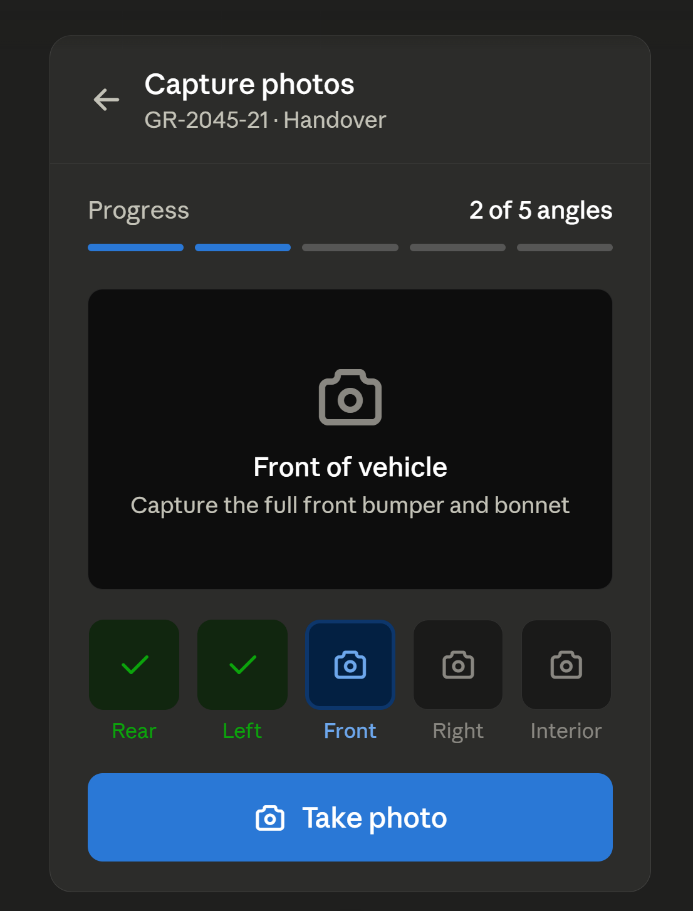 Capture photos
GR-2045-21 · Handover
Progress
2 of 5 angles
Front of vehicle
Capture the full front bumper and bonnet
Rear
Left
Front
Right
Interior
Take photo